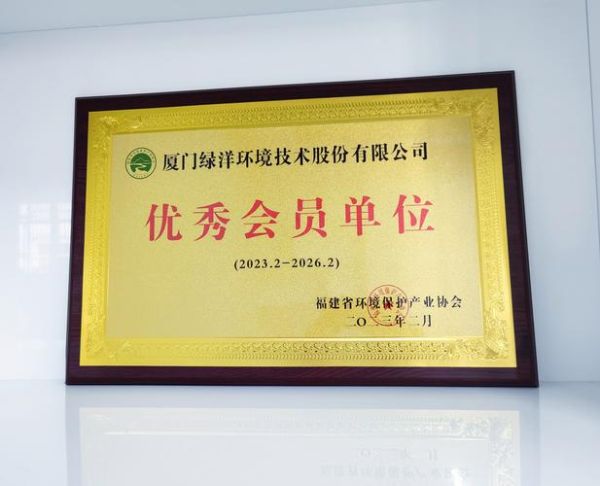 厦门绿洋环境技术股份有限公司
优秀会员单位
(2023.2-2026.2)
福建省环境保护产业协会
二〇二三年二月